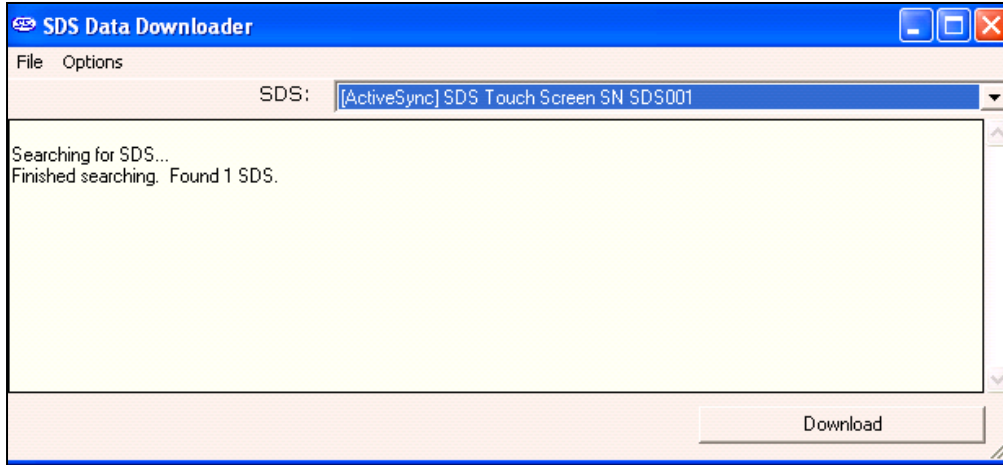 SDS Data Downloader
File Options
SDS: [ActiveSync] SDS Touch Screen SN SDS001
Searching for SDS...
Finished searching. Found 1 SDS.
Download